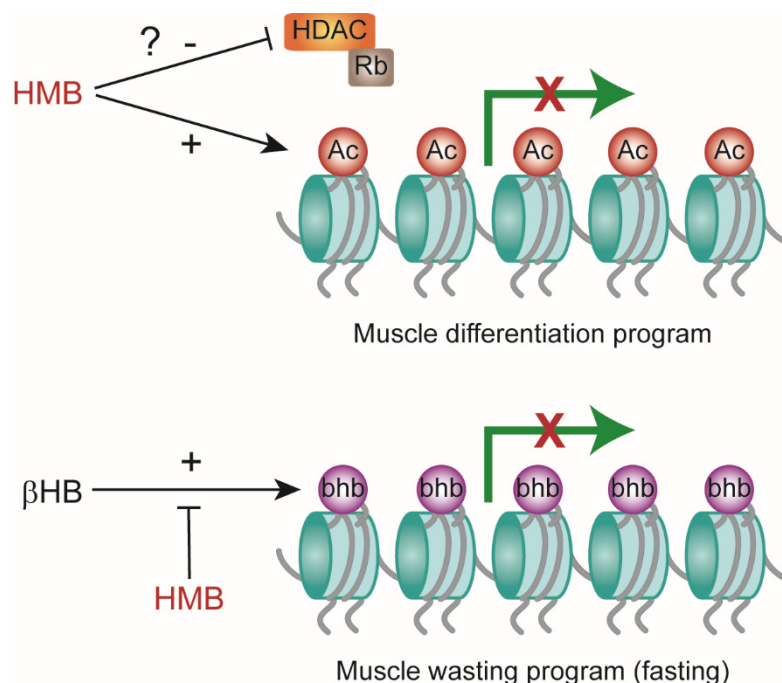 ? -
HDAC
Rb
HMB
X
+
Ac Ac Ac Ac Ac
Muscle differentiation program
X
+
βHB
bhb bhb bhb bhb bhb
HMB
Muscle wasting program (fasting)